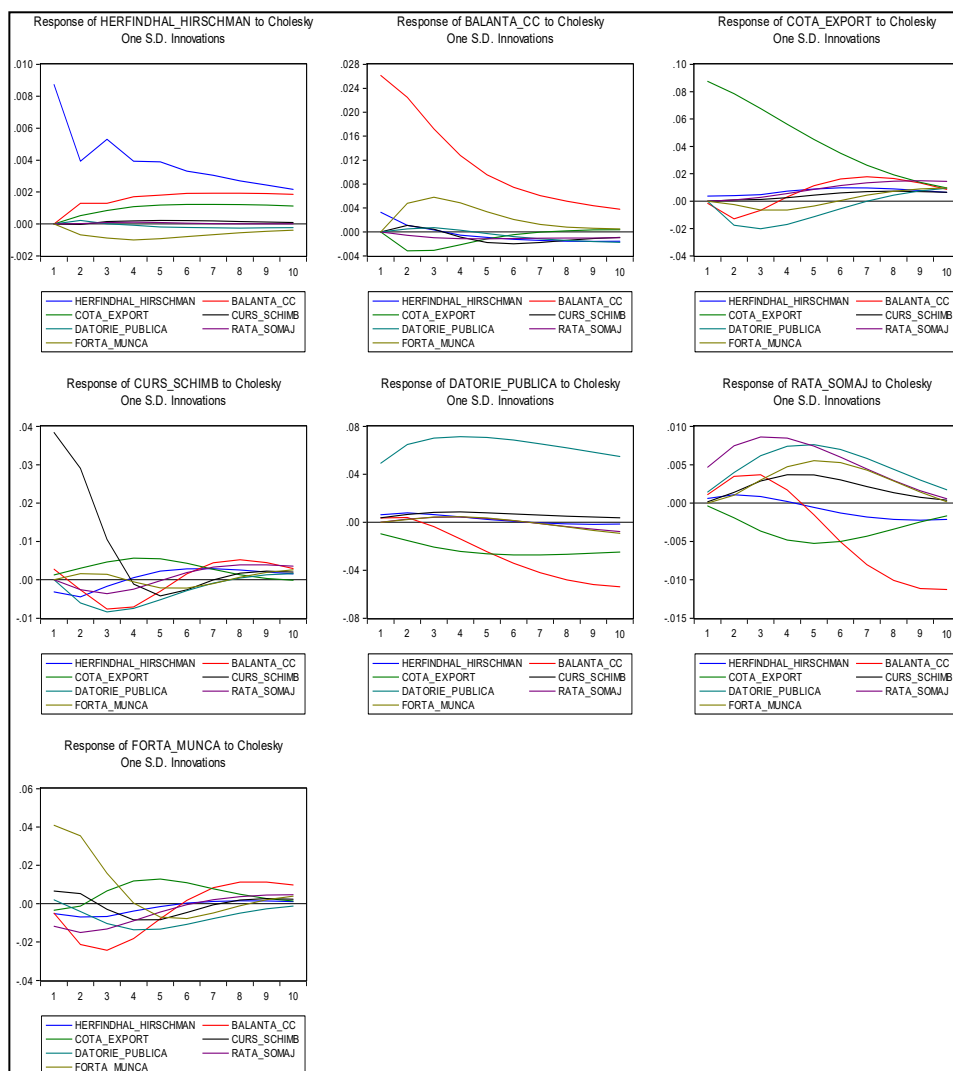 Response of HERFINDHAL_HIRSCHMAN to Cholesky
One S.D. Innovations
.010
.008
.006
.004
.002
.000
-.002
1 2 3 4 5 6 7 8 9 10
HERFINDHAL_HIRSCHMAN BALANTA_CC
COTA_EXPORT CURS_SCHIMB
DATORIE_PUBLICA RATA_SOMAJ
FORTA_MUNCA
Response of BALANTA_CC to Cholesky
One S.D. Innovations
.028
.024
.020
.016
.012
.008
.004
.000
-.004
1 2 3 4 5 6 7 8 9 10
HERFINDHAL_HIRSCHMAN BALANTA_CC
COTA_EXPORT CURS_SCHIMB
DATORIE_PUBLICA RATA_SOMAJ
FORTA_MUNCA
Response of COTA_EXPORT to Cholesky
One S.D. Innovations
.10
.08
.06
.04
.02
.00
-.02
-.04
1 2 3 4 5 6 7 8 9 10
HERFINDHAL_HIRSCHMAN BALANTA_CC
COTA_EXPORT CURS_SCHIMB
DATORIE_PUBLICA RATA_SOMAJ
FORTA_MUNCA
Response of CURS_SCHIMB to Cholesky
One S.D. Innovations
.04
.03
.02
.01
.00
-.01
1 2 3 4 5 6 7 8 9 10
HERFINDHAL_HIRSCHMAN BALANTA_CC
COTA_EXPORT CURS_SCHIMB
DATORIE_PUBLICA RATA_SOMAJ
FORTA_MUNCA
Response of DATORIE_PUBLICA to Cholesky
One S.D. Innovations
.08
.04
.00
-.04
-.08
1 2 3 4 5 6 7 8 9 10
HERFINDHAL_HIRSCHMAN BALANTA_CC
COTA_EXPORT CURS_SCHIMB
DATORIE_PUBLICA RATA_SOMAJ
FORTA_MUNCA
Response of RATA_SOMAJ to Cholesky
One S.D. Innovations
.010
.005
.000
-.005
-.010
-.015
1 2 3 4 5 6 7 8 9 10
HERFINDHAL_HIRSCHMAN BALANTA_CC
COTA_EXPORT CURS_SCHIMB
DATORIE_PUBLICA RATA_SOMAJ
FORTA_MUNCA
Response of FORTA_MUNCA to Cholesky
One S.D. Innovations
.06
.04
.02
.00
-.02
-.04
1 2 3 4 5 6 7 8 9 10
HERFINDHAL_HIRSCHMAN BALANTA_CC
COTA_EXPORT CURS_SCHIMB
DATORIE_PUBLICA RATA_SOMAJ
FORTA_MUNCA